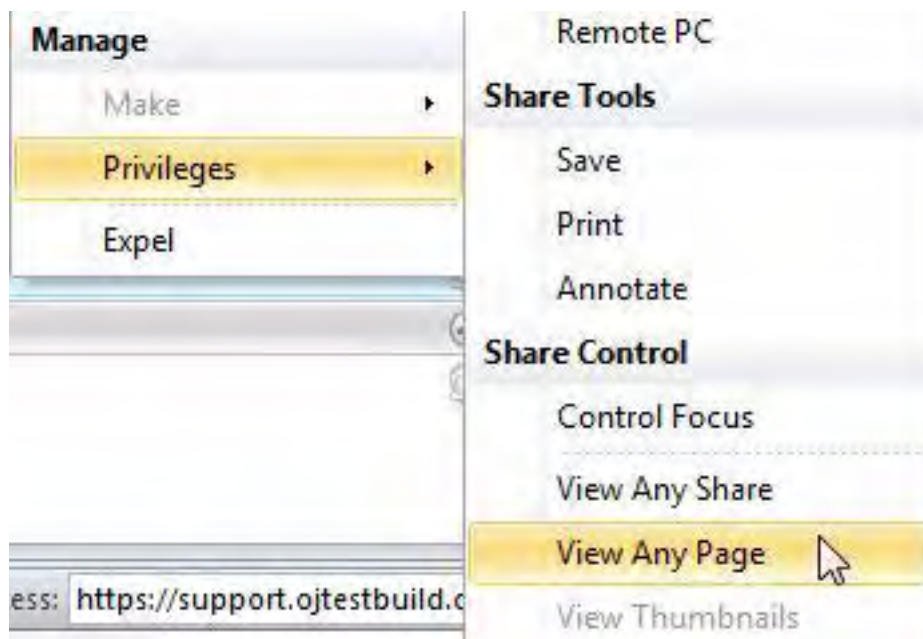 Manage
Make
Privileges
Expel
ess: https://support.ojtestbuild.
Remote PC
Share Tools
Save
Print
Annotate
Share Control
Control Focus
View Any Share
View Any Page
View Thumbnails